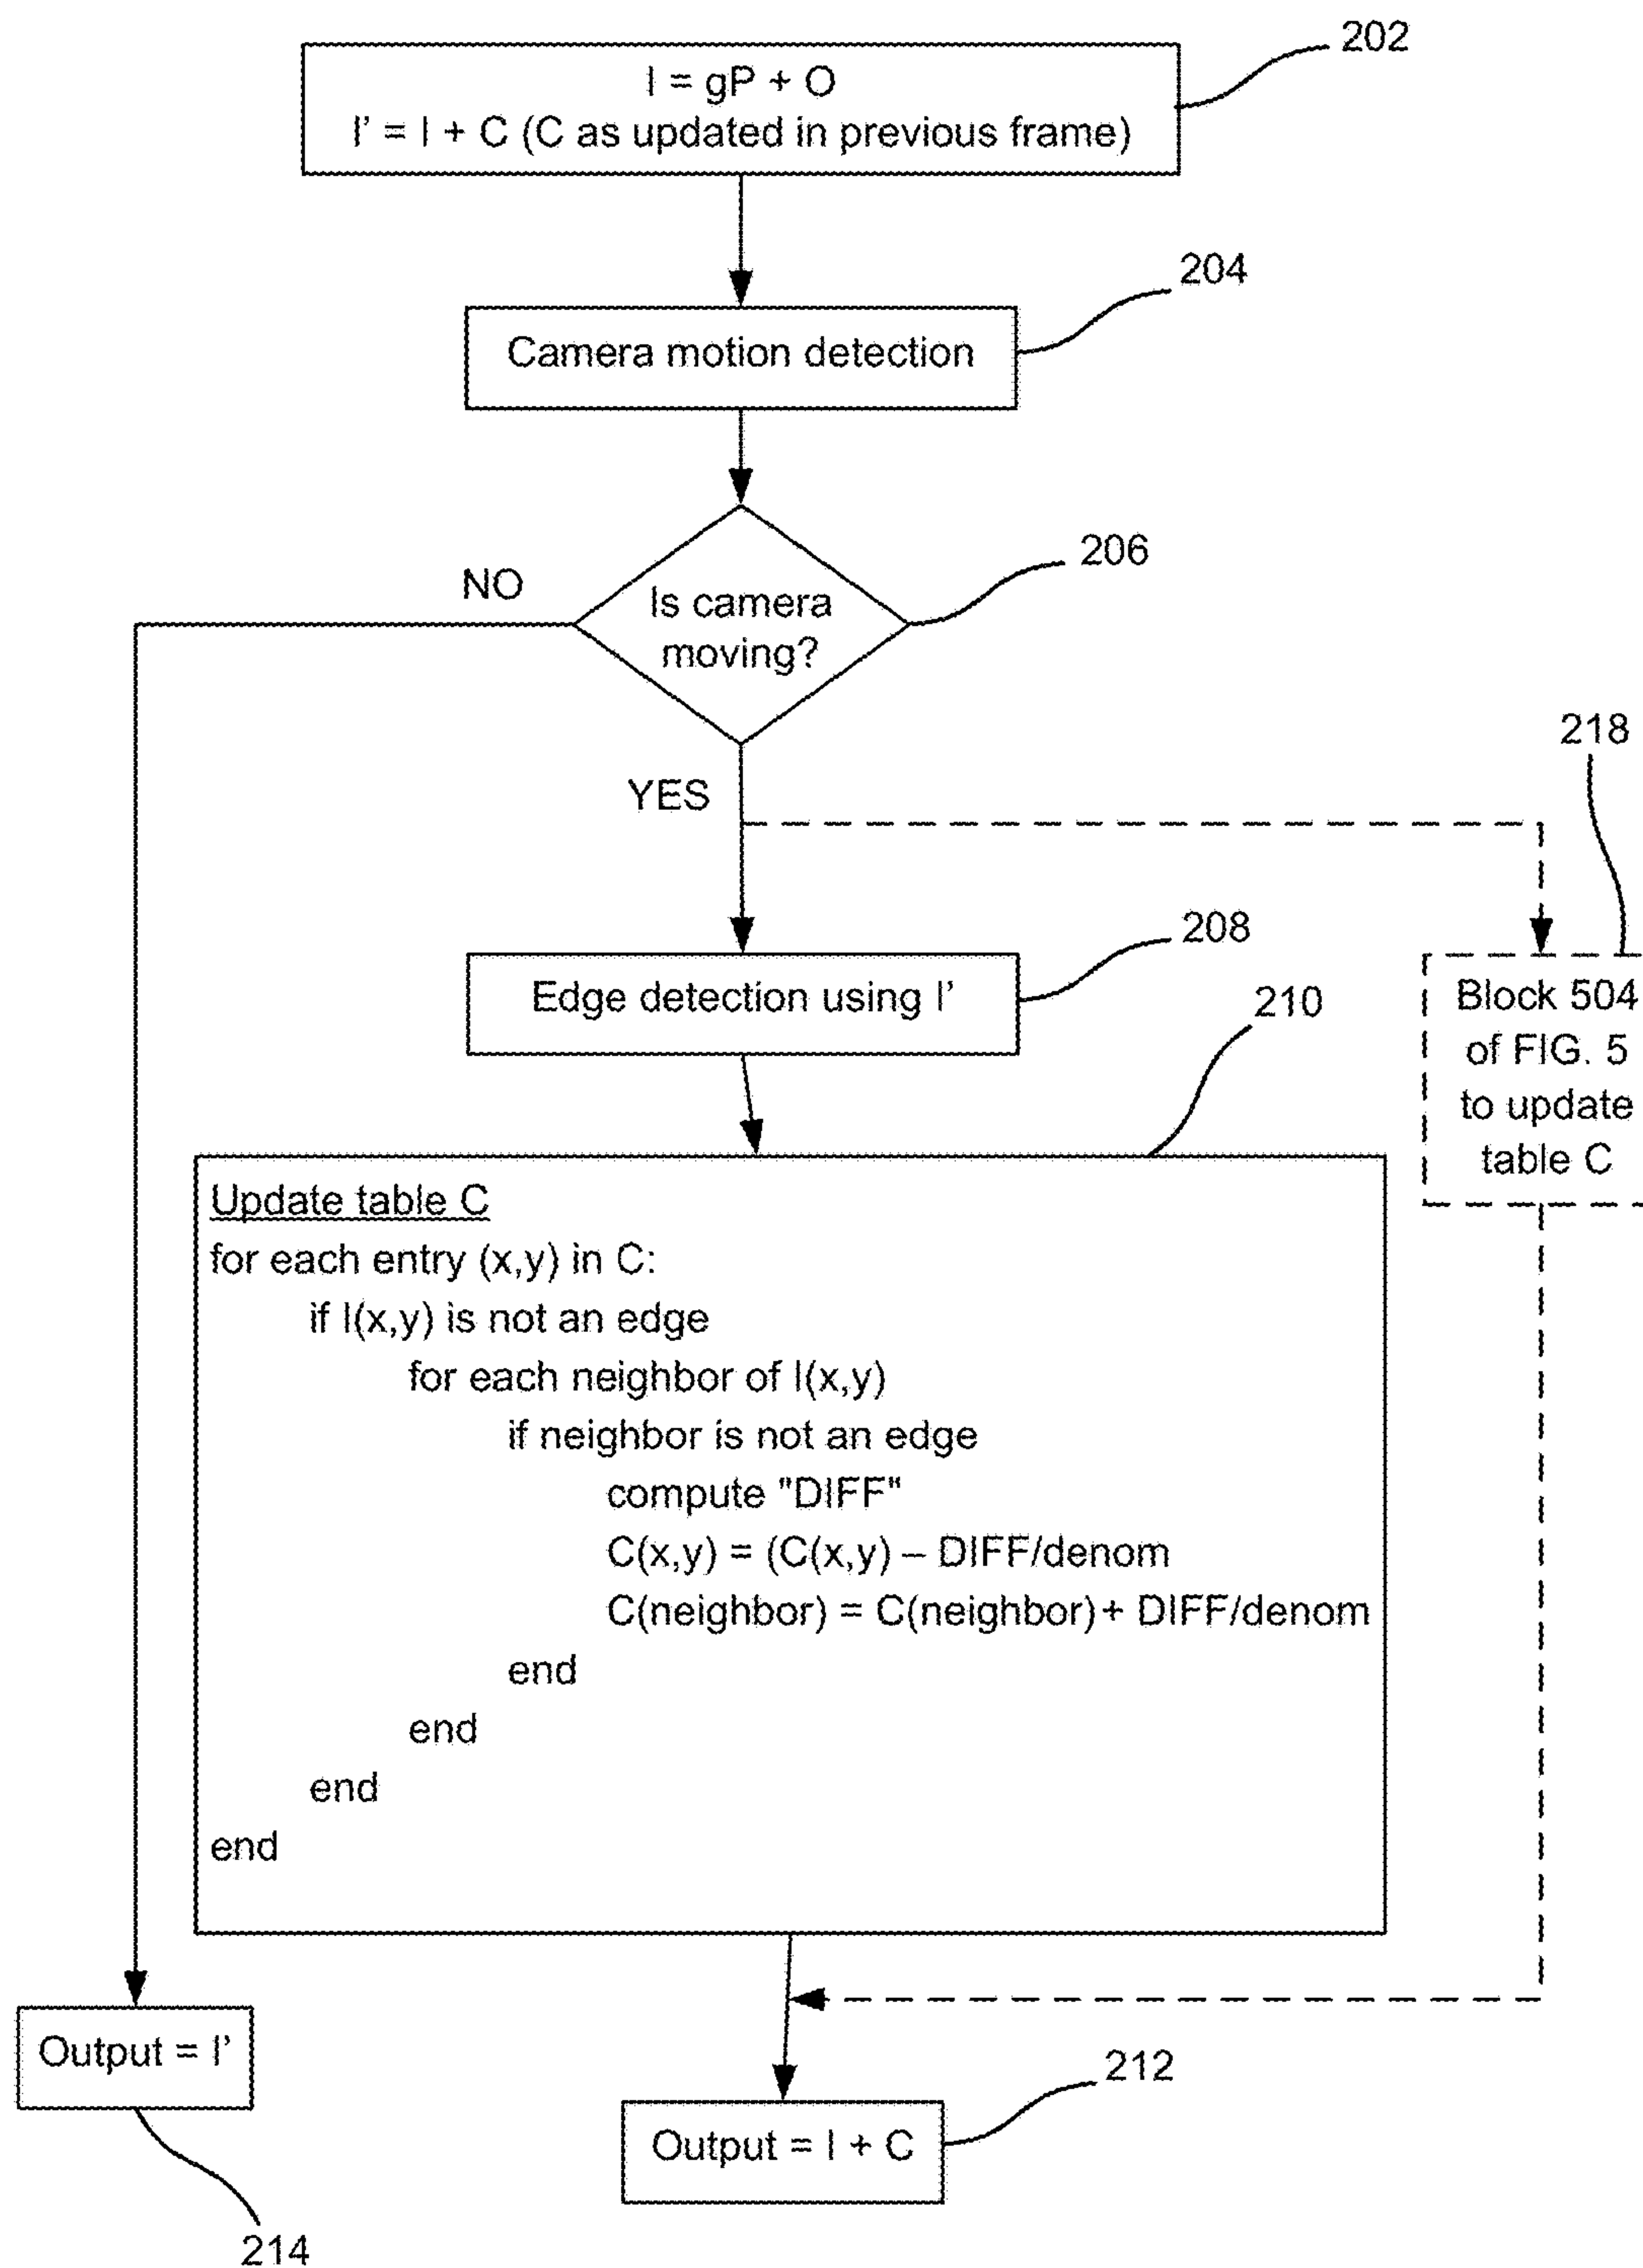 202
I = gP + O
I' = I + C (C as updated in previous frame)
204
Camera motion detection
206
NO
Is camera
moving?
218
YES
208
Edge detection using I'
210
Block 504
of FIG. 5
to update
table C
Update table C
for each entry (x,y) in C:
if I(x,y) is not an edge
for each neighbor of I(x,y)
if neighbor is not an edge
compute "DIFF"
C(x,y) = (C(x,y) – DIFF/denom
C(neighbor) = C(neighbor) + DIFF/denom
end
end
end
end
Output = I'
212
Output = I + C
214